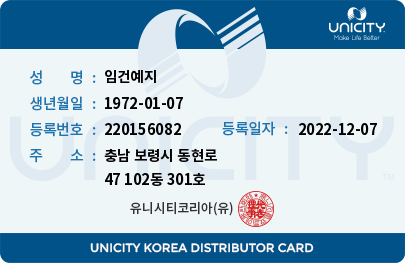 UNICITY
Make Life Better
성 명 : 임건예지
생년월일 : 1972-01-07
등록번호 : 220156082 등록일자 : 2022-12-07
주 소 : 충남 보령시 동현로
47 102동 301호
유니시티코리아(유)
UNICITY
TM
UNICITY KOREA DISTRIBUTOR CARD